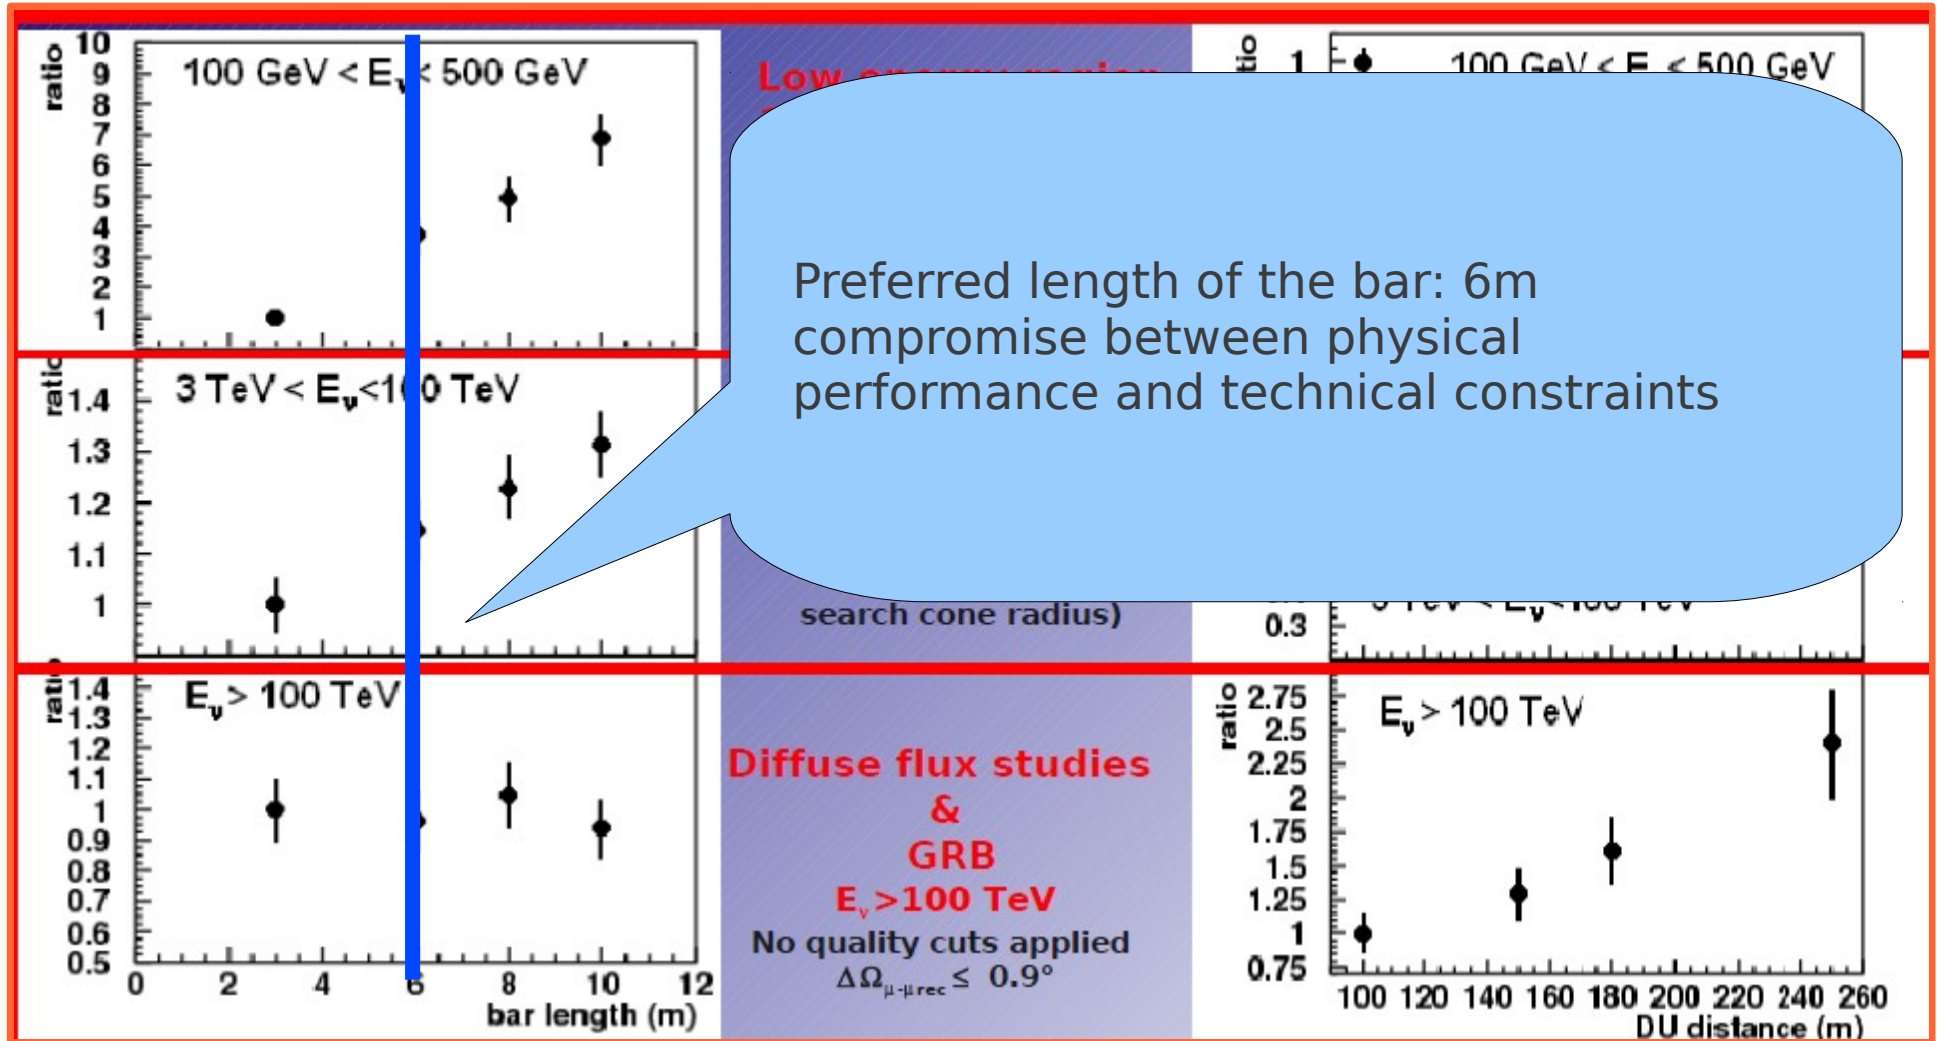 ratio
10
9
8
7
6
5
4
3
2
1
100 GeV < Eν < 500 GeV
ratio
1.4
1.3
1.2
1.1
1
3 TeV < Eν<100 TeV
1.4
1.3
1.2
1.1
1
0.9
0.8
0.7
0.6
0.5
Eν > 100 TeV
0 2 4 6 8 10 12
bar length (m)
Low energy region
Preferred length of the bar: 6m
compromise between physical
performance and technical constraints
search cone radius)
Diffuse flux studies
&
GRB
Eν >100 TeV
No quality cuts applied
ΔΩμ-μrec ≤ 0.9°
1
100 GeV < E < 500 GeV
0.3
ratio
2.75
2.5
2.25
2
1.75
1.5
1.25
1
0.75
Eν > 100 TeV
100 120 140 160 180 200 220 240 260
DU distance (m)